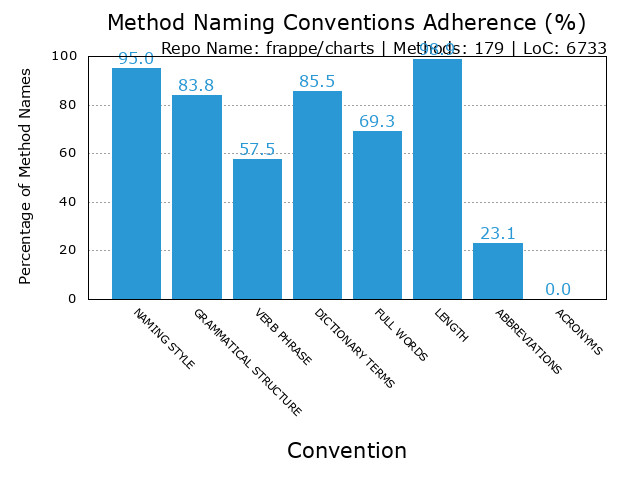 Method Naming Conventions Adherence (%)
Repo Name: frappe/charts | Methods: 179 | LoC: 6733
Percentage of Method Names
100
80
60
40
20
0
95.0
83.8
57.5
85.5
69.3
98.9
23.1
0.0
NAMING STYLE
GRAMMATICAL STRUCTURE
VERB PHRASE
DICTIONARY TERMS
FULL WORDS
LENGTH
ABBREVIATIONS
ACRONYMS
Convention